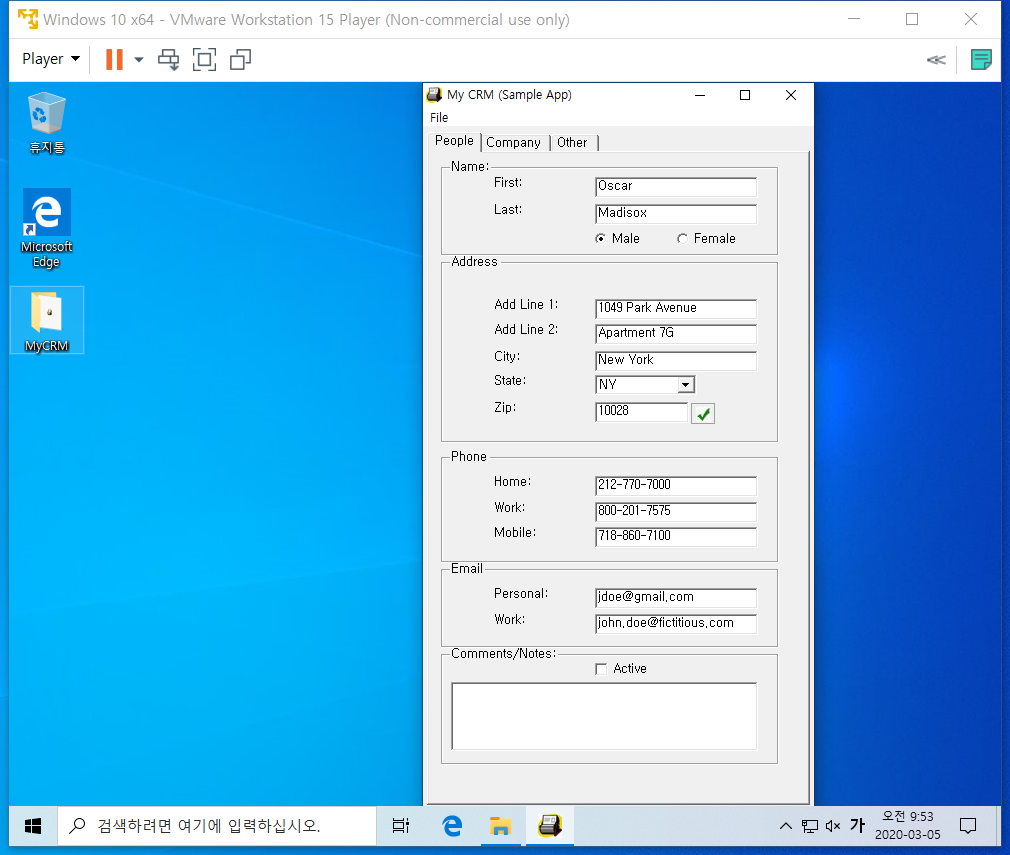 Windows 10 x64 - VMware Workstation 15 Player (Non-commercial use only)
Player
휴지통
Microsoft
Edge
MyCRM
My CRM (Sample App)
File
People
Company
Other
Name:
First:
Oscar
Last:
Madisox
Male
Female
Address
Add Line 1:
1049 Park Avenue
Add Line 2:
Apartment 7G
City:
New York
State:
NY
Zip:
10028
Phone
Home:
212-770-7000
Work:
800-201-7575
Mobile:
718-860-7100
Email
Personal:
jdoe@gmail.com
Work:
john.doe@fictitious.com
Comments/Notes:
Active
검색하려면 여기에 입력하십시오.
가
오전 9:53
2020-03-05